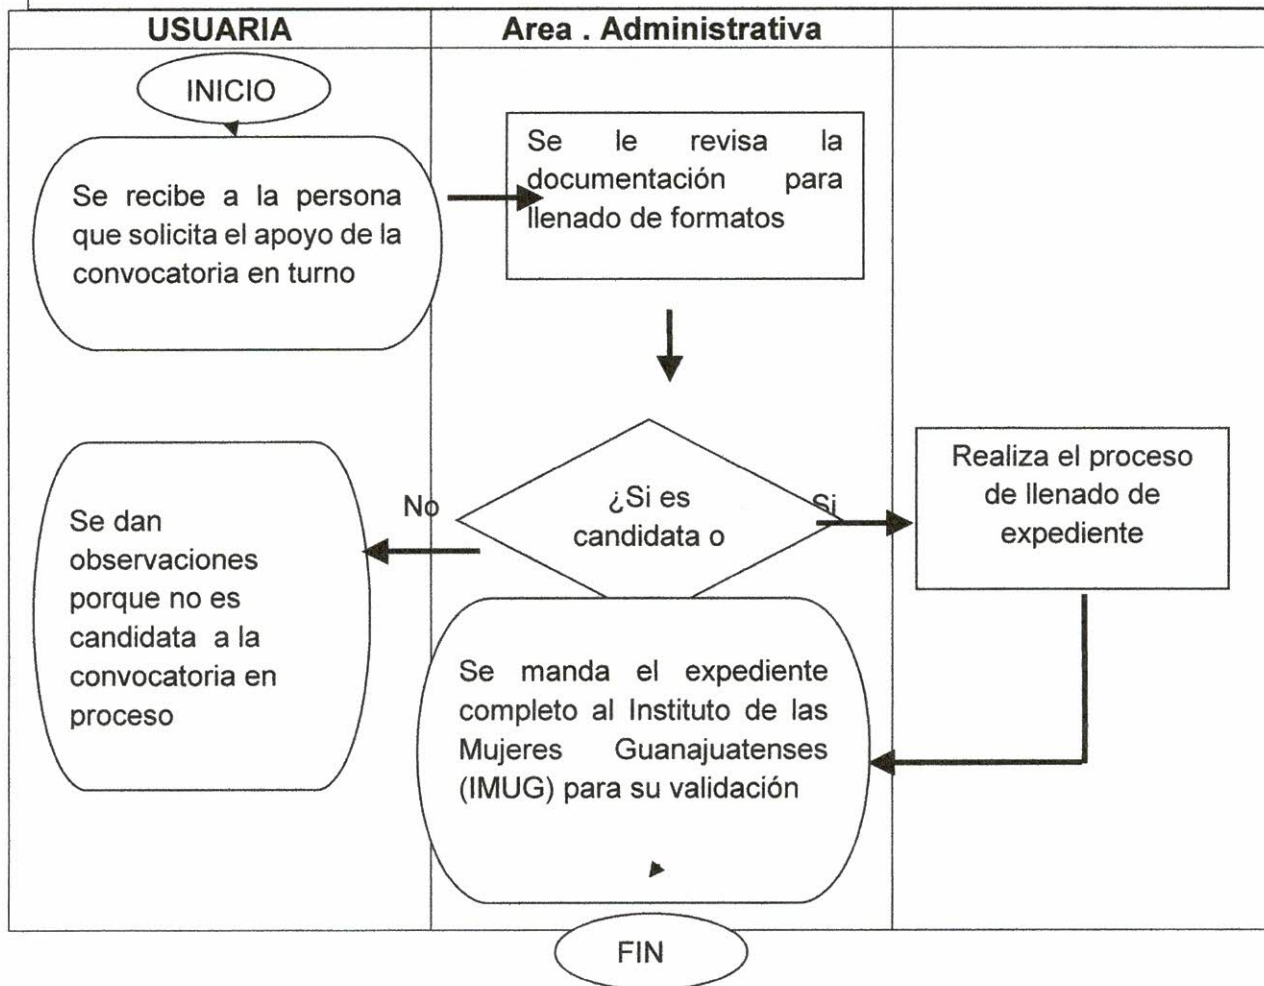 USUARIA
Area . Administrativa
INICIO
Se recibe a la persona
que solicita el apoyo de la
convocatoria en turno
Se le revisa la
documentación para
llenado de formatos
¿Si es
candidata o
No
Si
Se dan
observaciones
porque no es
candidata a la
convocatoria en
proceso
Realiza el proceso
de llenado de
expediente
Se manda el expediente
completo al Instituto de las
Mujeres Guanajuatenses
(IMUG) para su validación
FIN